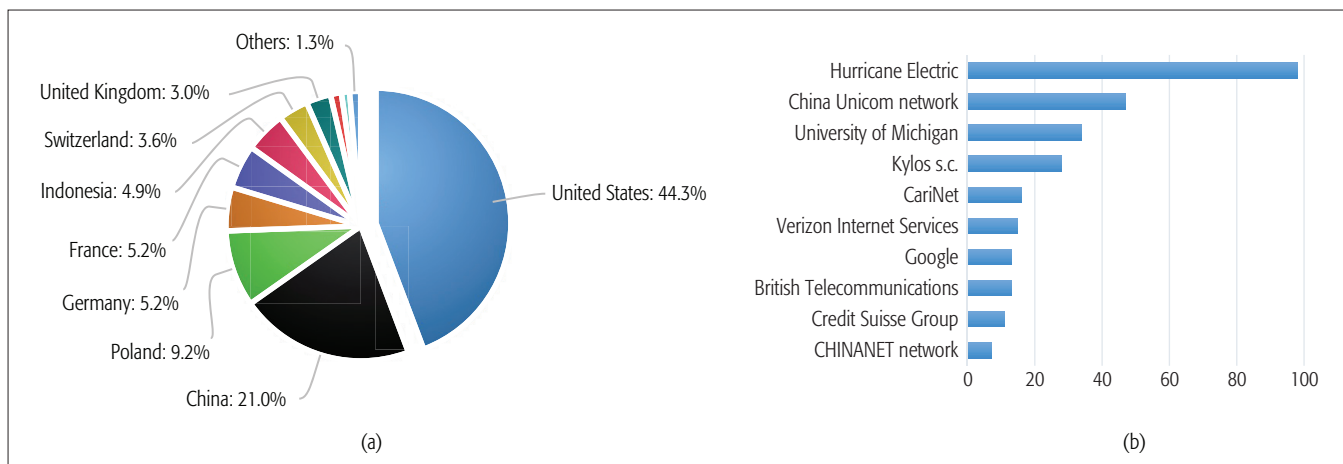 Others: 1.3%
United Kingdom: 3.0%
Switzerland: 3.6%
Indonesia: 4.9%
France: 5.2%
Germany: 5.2%
Poland: 9.2%
China: 21.0%
United States: 44.3%
(a)
Hurricane Electric
China Unicom network
University of Michigan
Kylos s.c.
CariNet
Verizon Internet Services
Google
British Telecommunications
Credit Suisse Group
CHINANET network
0 20 40 60 80 100
(b)